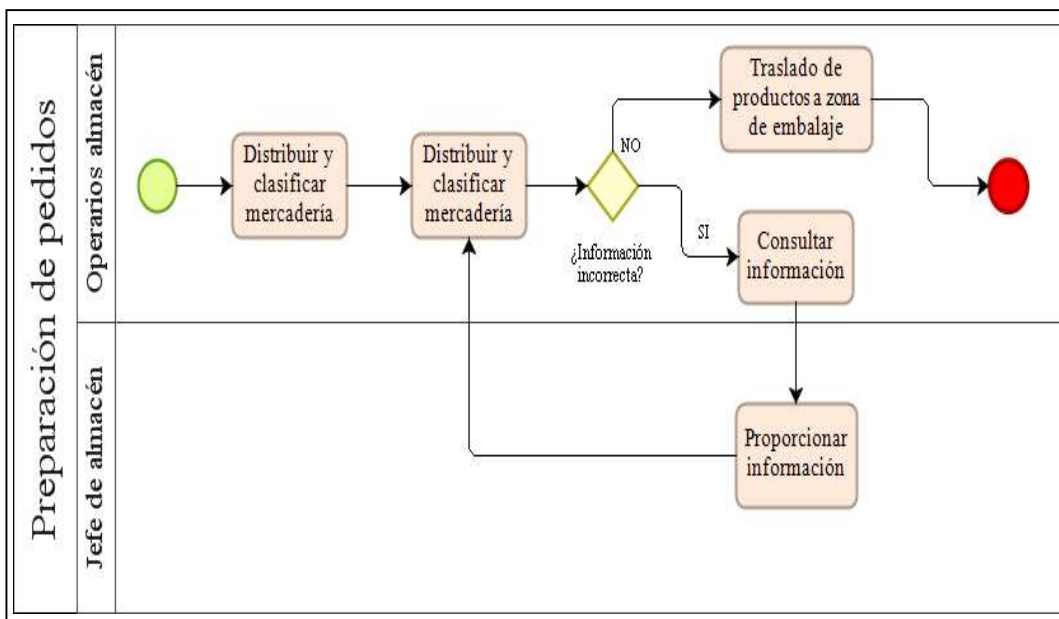 Preparación de pedidos
Operarios almacén
Distribuir y
clasificar
mercadería
Distribuir y
clasificar
mercadería
¿Información
incorrecta?
NO
Traslado de
productos a zona
de embalaje
SI
Consultar
información
Jefe de almacén
Proporcionar
información